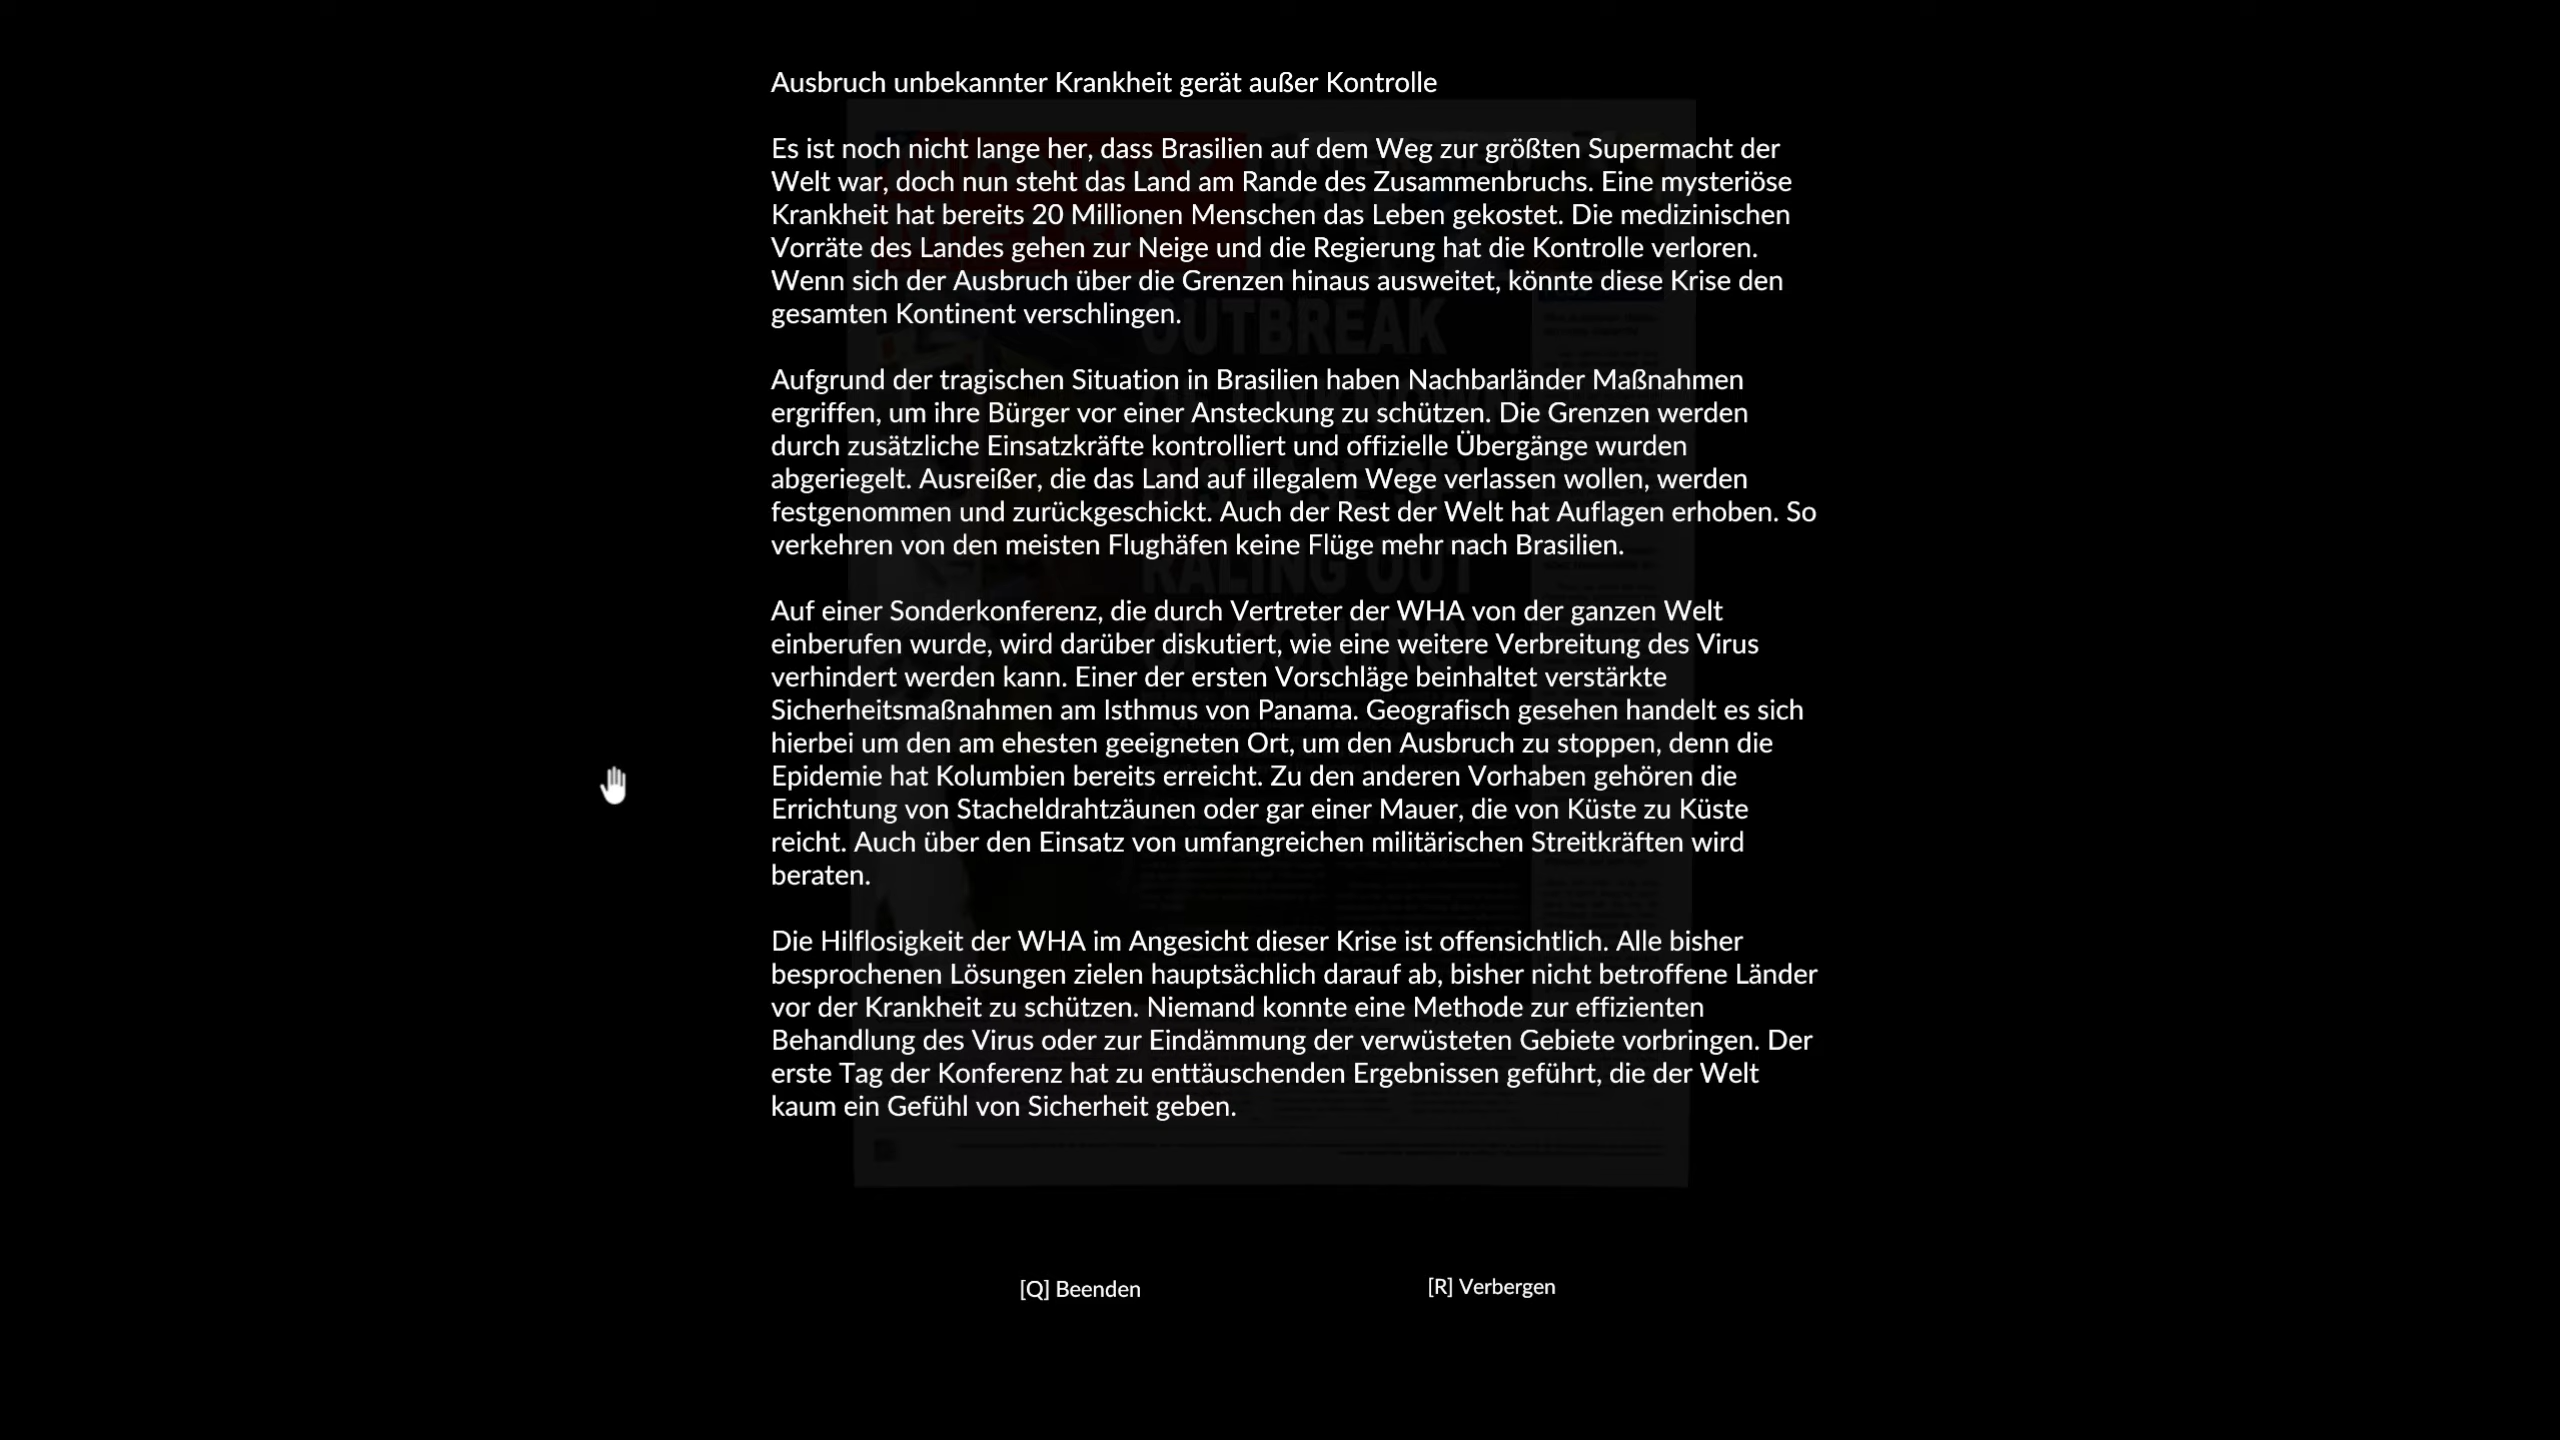 Ausbruch unbekannter Krankheit gerät außer Kontrolle
Es ist noch nicht lange her, dass Brasilien auf dem Weg zur größten Supermacht der
Welt war, doch nun steht das Land am Rande des Zusammenbruchs. Eine mysteriöse
Krankheit hat bereits 20 Millionen Menschen das Leben gekostet. Die medizinischen
Vorräte des Landes gehen zur Neige und die Regierung hat die Kontrolle verloren.
Wenn sich der Ausbruch über die Grenzen hinaus ausweitet, könnte diese Krise den
gesamten Kontinent verschlingen.
Aufgrund der tragischen Situation in Brasilien haben Nachbarländer Maßnahmen
ergriffen, um ihre Bürger vor einer Ansteckung zu schützen. Die Grenzen werden
durch zusätzliche Einsatzkräfte kontrolliert und offizielle Übergänge wurden
abgeriegelt. Ausreißer, die das Land auf illegalem Wege verlassen wollen, werden
festgenommen und zurückgeschickt. Auch der Rest der Welt hat Auflagen erhoben. So
verkehren von den meisten Flughäfen keine Flüge mehr nach Brasilien.
Auf einer Sonderkonferenz, die durch Vertreter der WHA von der ganzen Welt
einberufen wurde, wird darüber diskutiert, wie eine weitere Verbreitung des Virus
verhindert werden kann. Einer der ersten Vorschläge beinhaltet verstärkte
Sicherheitsmaßnahmen am Isthmus von Panama. Geografisch gesehen handelt es sich
hierbei um den am ehesten geeigneten Ort, um den Ausbruch zu stoppen, denn die
Epidemie hat Kolumbien bereits erreicht. Zu den anderen Vorhaben gehören die
Errichtung von Stacheldrahtzäunen oder gar einer Mauer, die von Küste zu Küste
reicht. Auch über den Einsatz von umfangreichen militärischen Streitkräften wird
beraten.
Die Hilflosigkeit der WHA im Angesicht dieser Krise ist offensichtlich. Alle bisher
besprochenen Lösungen zielen hauptsächlich darauf ab, bisher nicht betroffene Länder
vor der Krankheit zu schützen. Niemand konnte eine Methode zur effizienten
Behandlung des Virus oder zur Eindämmung der verwüsteten Gebiete vorbringen. Der
erste Tag der Konferenz hat zu enttäuschenden Ergebnissen geführt, die der Welt
kaum ein Gefühl von Sicherheit geben.
OUTBREAK
OF UNKNOWN
RALING OUT
OF CONTROL
[Q] Beenden
[R] Verbergen